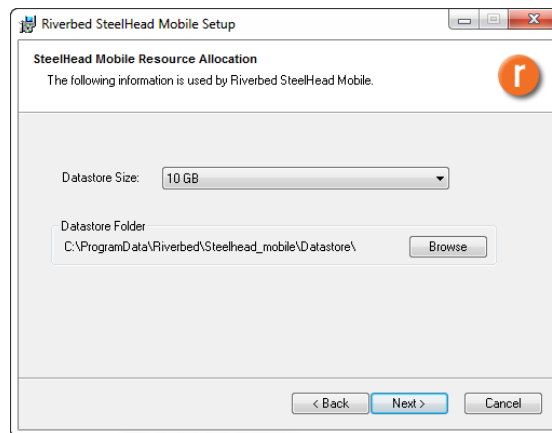 Riverbed SteelHead Mobile Setup
SteelHead Mobile Resource Allocation
The following information is used by Riverbed SteelHead Mobile.
r
Datastore Size: 10 GB
Datastore Folder
C:\ProgramData\Riverbed\Steelhead_mobile\Datastore\ Browse
< Back Next > Cancel